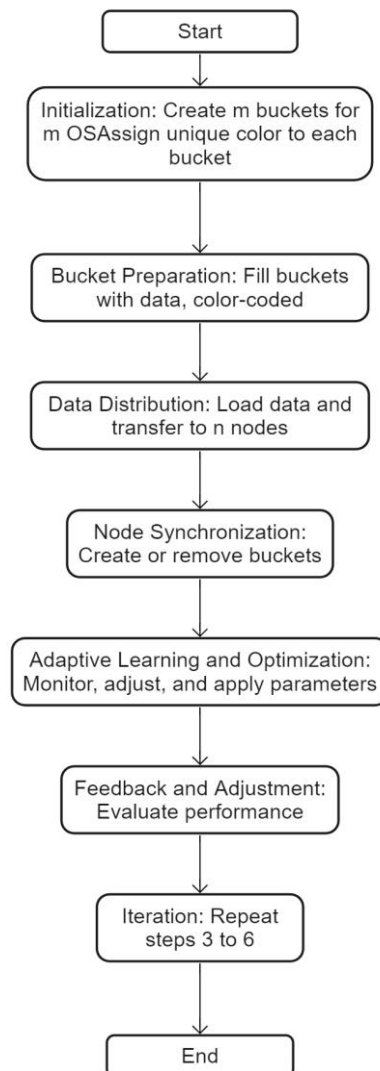 Start
Initialization: Create m buckets for
m OSAssign unique color to each
bucket
Bucket Preparation: Fill buckets
with data, color-coded
Data Distribution: Load data and
transfer to n nodes
Node Synchronization:
Create or remove buckets
Adaptive Learning and Optimization:
Monitor, adjust, and apply parameters
Feedback and Adjustment:
Evaluate performance
Iteration: Repeat
steps 3 to 6
End